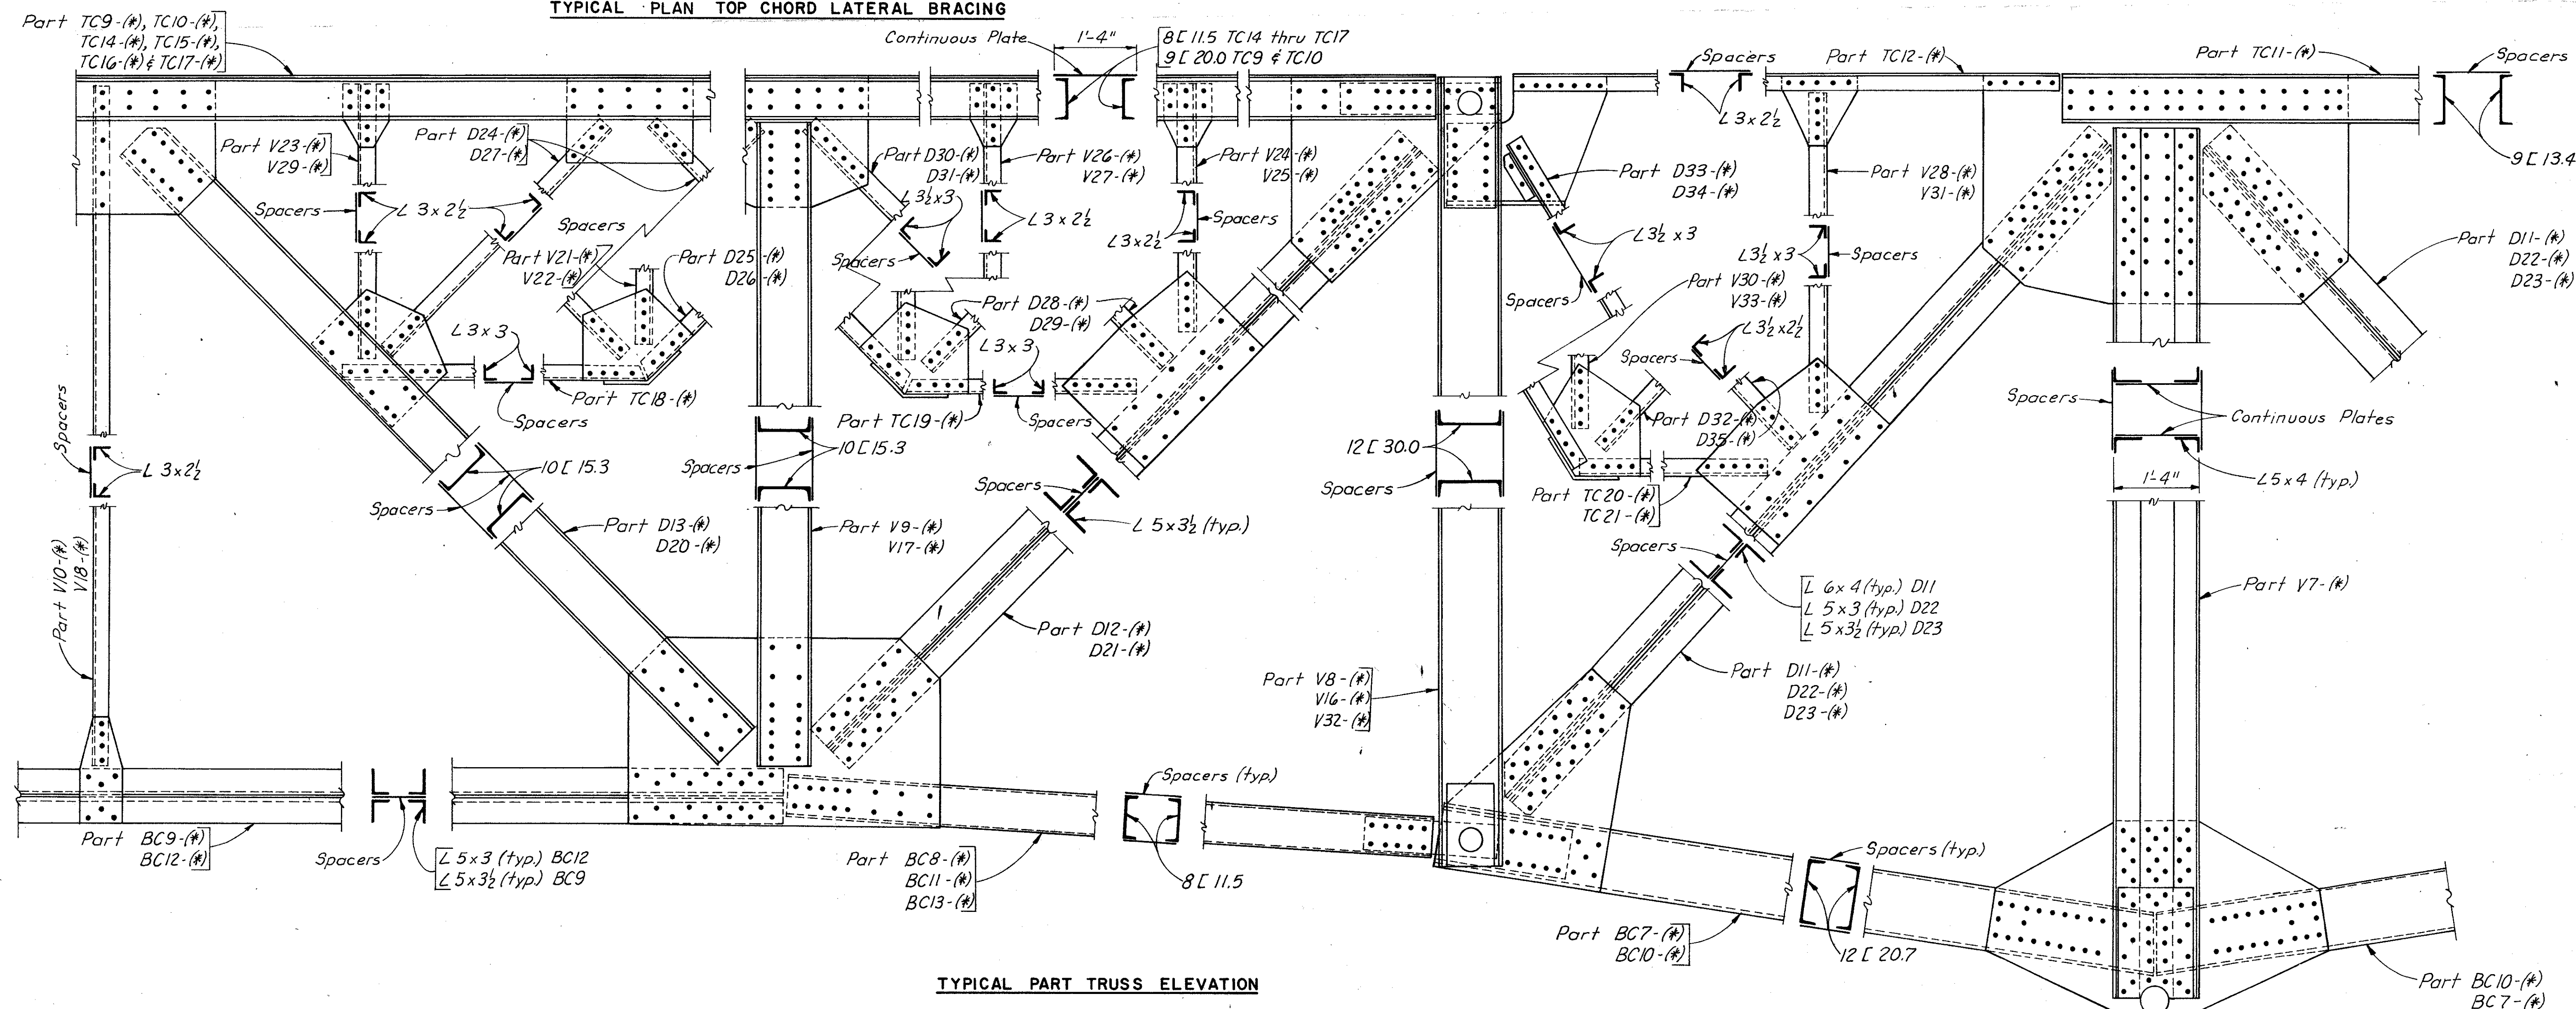 TYPICAL PLAN TOP CHORD LATERAL BRACING
Part TC9-(*), TC10-(*),
TC14-(*), TC15-(*),
TC16-(*) & TC17-(*)
Continuous Plate
1'-4"
8 [ 11.5 TC14 thru TC17
9 [ 20.0 TC9 & TC10
Spacers
L 3 x 2½
Part TC12-(*)
Part TC11-(*)
Spacers
9 [ 13.4
Part V23-(*)
V29-(*)
Part D24-(*)
D27-(*)
Part D30-(*)
D31-(*)
Part V26-(*)
V27-(*)
Part V24-(*)
V25-(*)
Part D33-(*)
D34-(*)
Part V28-(*)
V31-(*)
Spacers
L 3 x 2½
Spacers
L 3½ x 3
Spacers
L 3 x 2½
L 3 x 2½
Spacers
L 3½ x 3
Spacers
L 3½ x 3
Spacers
Part D11-(*)
D22-(*)
D23-(*)
Part V21-(*)
V22-(*)
Part D25-(*)
D26-(*)
Part D28-(*)
D29-(*)
Part V30-(*)
V33-(*)
L 3½ x 2½
Spacers
L 3 x 3
Spacers
Part TC18-(*)
L 3 x 3
Spacers
Part TC19-(*)
Part D32-(*)
D35-(*)
Spacers
Continuous Plates
L 5 x 4 (typ.)
1'-4"
Spacers
L 3 x 2½
10 [ 15.3
Spacers
Spacers
10 [ 15.3
Spacers
L 5 x 3½ (typ.)
12 [ 30.0
Spacers
Part TC20-(*)
TC21-(*)
Part V10-(*)
V18-(*)
Part D13-(*)
D20-(*)
Part V9-(*)
V17-(*)
Spacers
L 6 x 4 (typ.) D11
L 5 x 3 (typ.) D22
L 5 x 3½ (typ.) D23
Part V7-(*)
Part D12-(*)
D21-(*)
Part V8-(*)
V16-(*)
V32-(*)
Part D11-(*)
D22-(*)
D23-(*)
Part BC9-(*)
BC12-(*)
Spacers
L 5 x 3 (typ.) BC12
L 5 x 3½ (typ.) BC9
Spacers (typ.)
Part BC8-(*)
BC11-(*)
BC13-(*)
8 [ 11.5
Spacers (typ.)
Part BC7-(*)
BC10-(*)
12 [ 20.7
Part BC10-(*)
BC7-(*)
TYPICAL PART TRUSS ELEVATION